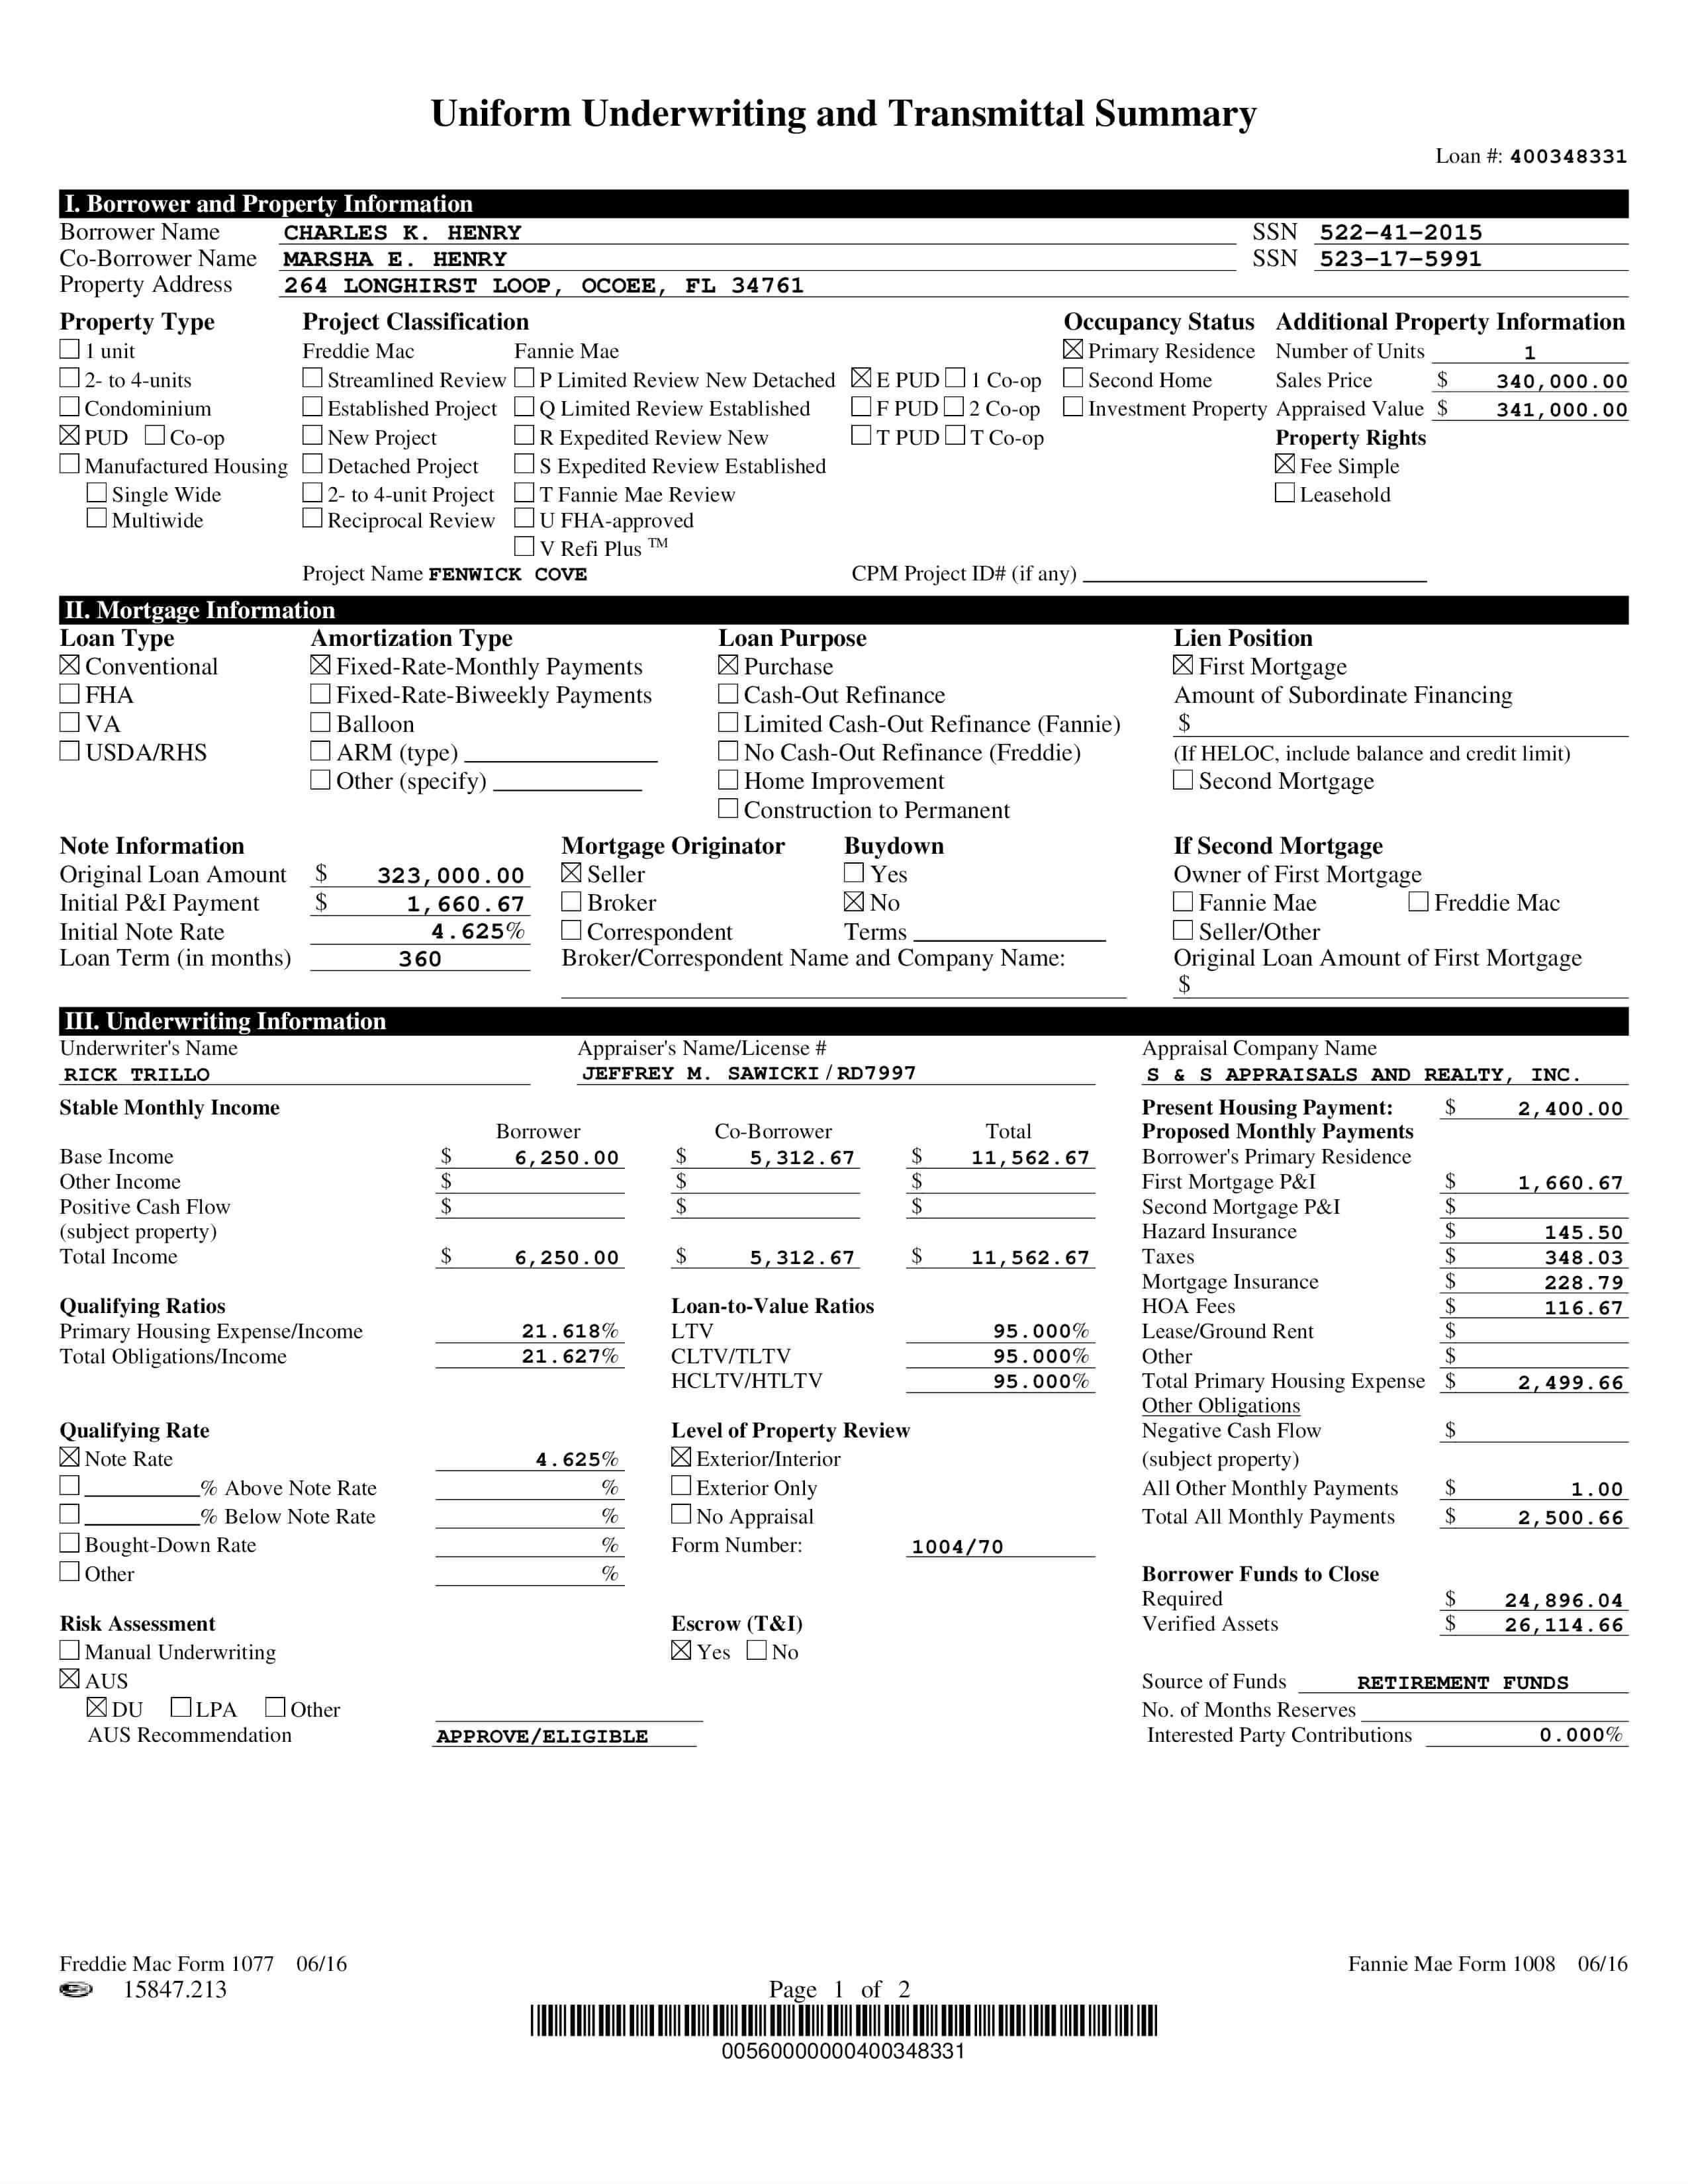 Uniform Underwriting and Transmittal Summary
Loan #: 400348331
I. Borrower and Property Information
Borrower Name CHARLES K. HENRY SSN 522-41-2015
Co-Borrower Name MARSHA E. HENRY SSN 523-17-5991
Property Address 264 LONGHIRST LOOP, OCOEE, FL 34761
Property Type Project Classification Occupancy Status Additional Property Information
☐ 1 unit Freddie Mac Fannie Mae ☒ Primary Residence Number of Units 1
☐ 2- to 4-units ☐ Streamlined Review ☐ P Limited Review New Detached ☒ E PUD ☐ 1 Co-op ☐ Second Home Sales Price $ 340,000.00
☐ Condominium ☐ Established Project ☐ Q Limited Review Established ☐ F PUD ☐ 2 Co-op ☐ Investment Property Appraised Value $ 341,000.00
☒ PUD ☐ Co-op ☐ New Project ☐ R Expedited Review New ☐ T PUD ☐ T Co-op Property Rights
☐ Manufactured Housing ☐ Detached Project ☐ S Expedited Review Established ☒ Fee Simple
☐ Single Wide ☐ 2- to 4-unit Project ☐ T Fannie Mae Review ☐ Leasehold
☐ Multiwide ☐ Reciprocal Review ☐ U FHA-approved
☐ V Refi Plus TM
Project Name FENWICK COVE CPM Project ID# (if any)
II. Mortgage Information
Loan Type Amortization Type Loan Purpose Lien Position
☒ Conventional ☒ Fixed-Rate-Monthly Payments ☒ Purchase ☒ First Mortgage
☐ FHA ☐ Fixed-Rate-Biweekly Payments ☐ Cash-Out Refinance Amount of Subordinate Financing
☐ VA ☐ Balloon ☐ Limited Cash-Out Refinance (Fannie) $
☐ USDA/RHS ☐ ARM (type) ☐ No Cash-Out Refinance (Freddie) (If HELOC, include balance and credit limit)
☐ Other (specify) ☐ Home Improvement ☐ Second Mortgage
☐ Construction to Permanent
Note Information Mortgage Originator Buydown If Second Mortgage
Original Loan Amount $ 323,000.00 ☒ Seller ☐ Yes Owner of First Mortgage
Initial P&I Payment $ 1,660.67 ☐ Broker ☒ No ☐ Fannie Mae ☐ Freddie Mac
Initial Note Rate 4.625% ☐ Correspondent Terms ☐ Seller/Other
Loan Term (in months) 360 Broker/Correspondent Name and Company Name: Original Loan Amount of First Mortgage
$
III. Underwriting Information
Underwriter's Name Appraiser's Name/License # Appraisal Company Name
RICK TRILLO JEFFREY M. SAWICKI/RD7997 S & S APPRAISALS AND REALTY, INC.
Stable Monthly Income Present Housing Payment: $ 2,400.00
Borrower Co-Borrower Total Proposed Monthly Payments
Base Income $ 6,250.00 $ 5,312.67 $ 11,562.67 Borrower's Primary Residence
Other Income $ $ $ First Mortgage P&I $ 1,660.67
Positive Cash Flow $ $ $ Second Mortgage P&I $
(subject property) Hazard Insurance $ 145.50
Total Income $ 6,250.00 $ 5,312.67 $ 11,562.67 Taxes $ 348.03
Mortgage Insurance $ 228.79
Qualifying Ratios Loan-to-Value Ratios HOA Fees $ 116.67
Primary Housing Expense/Income 21.618% LTV 95.000% Lease/Ground Rent $
Total Obligations/Income 21.627% CLTV/TLTV 95.000% Other $
HCLTV/HTLTV 95.000% Total Primary Housing Expense $ 2,499.66
Other Obligations
Qualifying Rate Level of Property Review Negative Cash Flow $
☒ Note Rate 4.625% ☒ Exterior/Interior (subject property)
☐ % Above Note Rate % ☐ Exterior Only All Other Monthly Payments $ 1.00
☐ % Below Note Rate % ☐ No Appraisal Total All Monthly Payments $ 2,500.66
☐ Bought-Down Rate % Form Number: 1004/70
☐ Other % Borrower Funds to Close
Required $ 24,896.04
Risk Assessment Escrow (T&I) Verified Assets $ 26,114.66
☐ Manual Underwriting ☒ Yes ☐ No
☒ AUS Source of Funds RETIREMENT FUNDS
☒ DU ☐ LPA ☐ Other No. of Months Reserves
AUS Recommendation APPROVE/ELIGIBLE Interested Party Contributions 0.000%
Freddie Mac Form 1077 06/16 Fannie Mae Form 1008 06/16
15847.213 Page 1 of 2
00560000000400348331